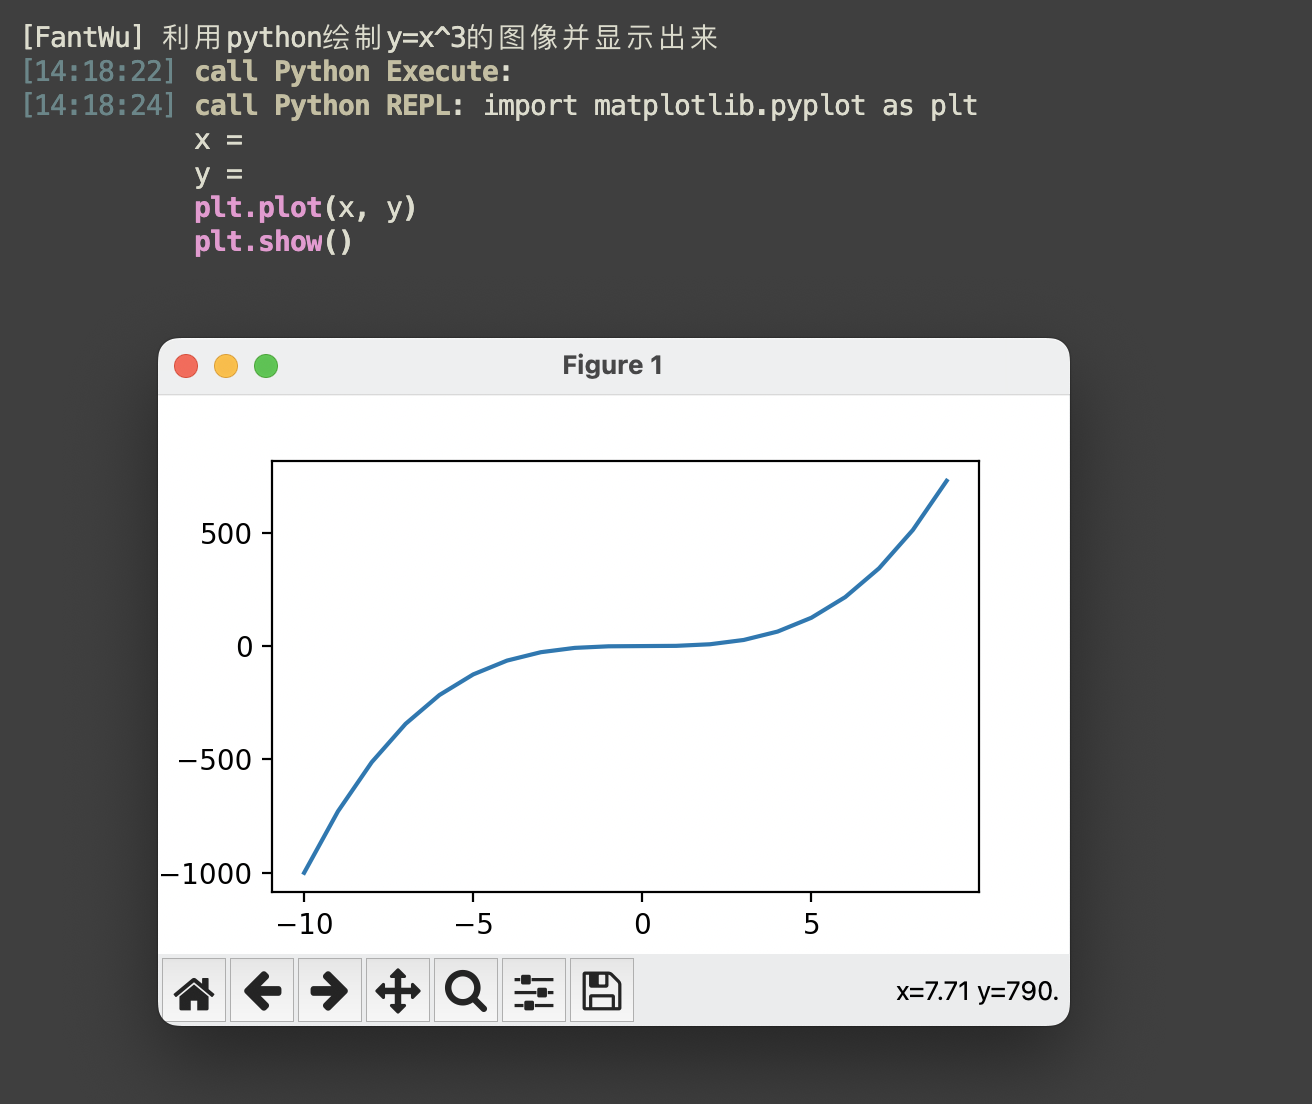 [FantWu] 利用python绘制y=x^3的图像并显示出来
[14:18:22] call Python Execute:
[14:18:24] call Python REPL: import matplotlib.pyplot as plt
x =
y =
plt.plot(x, y)
plt.show()
Figure 1
500
0
−500
−1000
−10 −5 0 5
x=7.71 y=790.